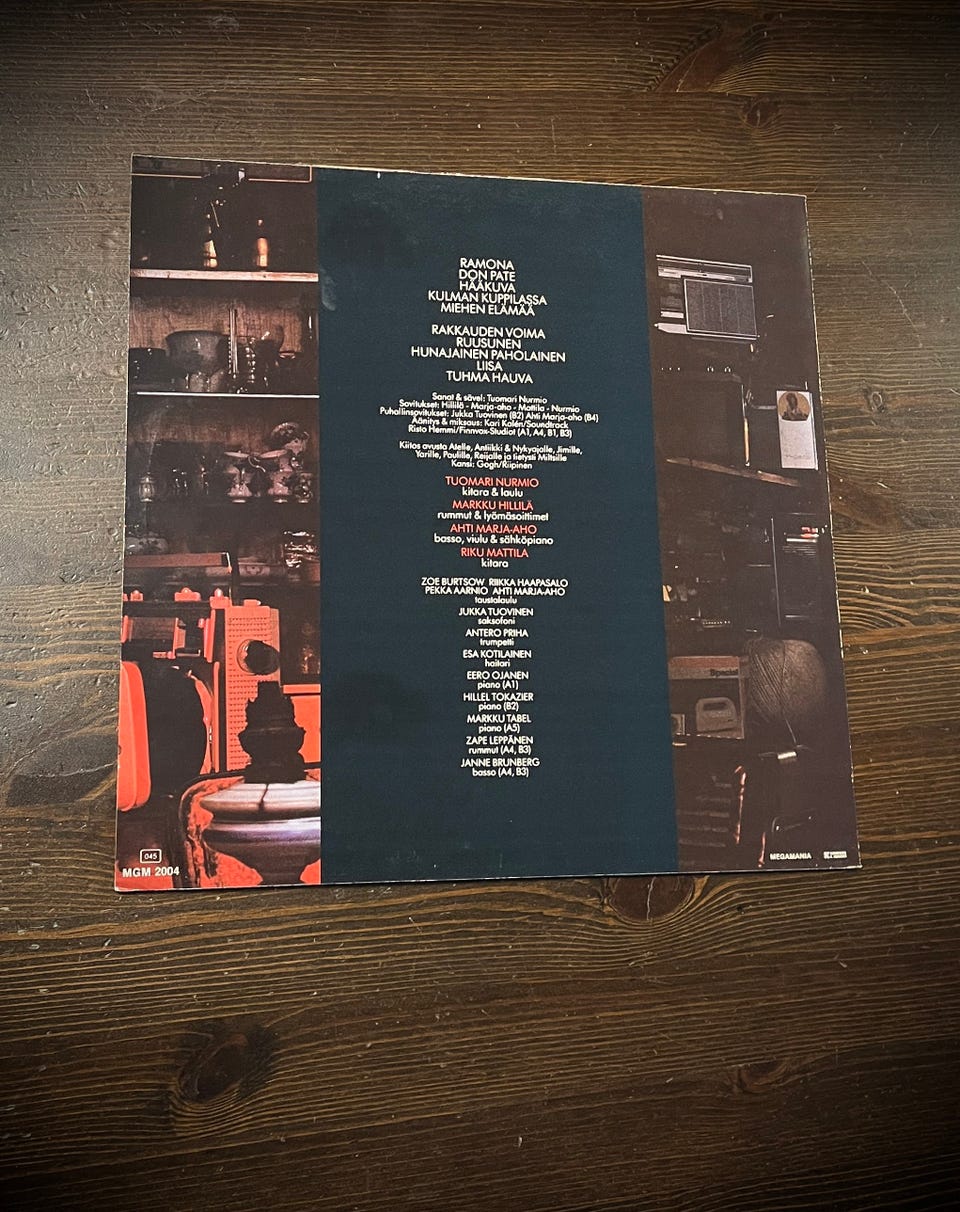 RAMONA
DON PATE
HÄÄKUVA
KULMAN KUPPILASSA
MIEHEN ELÄMÄÄ
RAKKAUDEN VOIMA
RUUSUNEN
HUNAJAINEN PAHOLAINEN
LIISA
TUHMA HAUVA
Sanat & sävel: Tuomari Nurmio
Sovitukset: Hillilä - Marja-aho - Mattila - Nurmio
Puhallinsovitukset: Jukka Tuovinen (B2) Ahti Marja-aho (B4)
Äänitys & miksaus: Kari Kolén/Soundtrack
Risto Hemmi/Finnvox-Studiot (A1, A4, B1, B3)
Kiitos avusta Atelle, Antiikki & Nykyajalle, Jimille,
Yarille, Paulille, Reijalle ja tietysti Miltsille
Kansi: Gogh/Riipinen
TUOMARI NURMIO
kitara & laulu
MARKKU HILLILÄ
rummut & lyömäsoittimet
AHTI MARJA-AHO
basso, viulu & sähköpiano
RIKU MATTILA
kitara
ZOE BURTSOW RIIKKA HAAPASALO
PEKKA AARNIO AHTI MARJA-AHO
taustalaulu
JUKKA TUOVINEN
saksofoni
ANTERO PRIHA
trumpetti
ESA KOTILAINEN
haitari
EERO OJANEN
piano (A1)
HILLEL TOKAZIER
piano (B2)
MARKKU TABEL
piano (A5)
ZAPE LEPPÄNEN
rummut (A4, B3)
JANNE BRUNBERG
basso (A4, B3)
Special
045
MGM 2004
MEGAMANIA